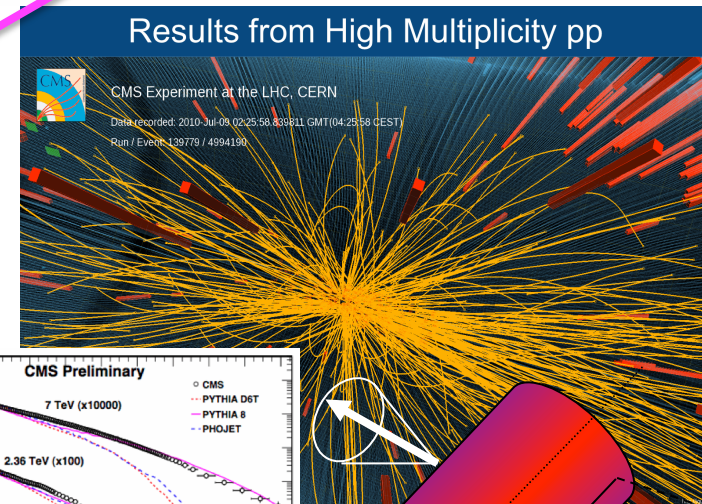 Results from High Multiplicity pp
CMS
CMS Experiment at the LHC, CERN
Data recorded: 2010-Jul-09 02:25:58.839811 GMT(04:25:58 CEST)
Run / Event: 139779 / 4994190
CMS Preliminary
CMS
PYTHIA D6T
7 TeV (x10000)
PYTHIA 8
PHOJET
2.36 TeV (x100)